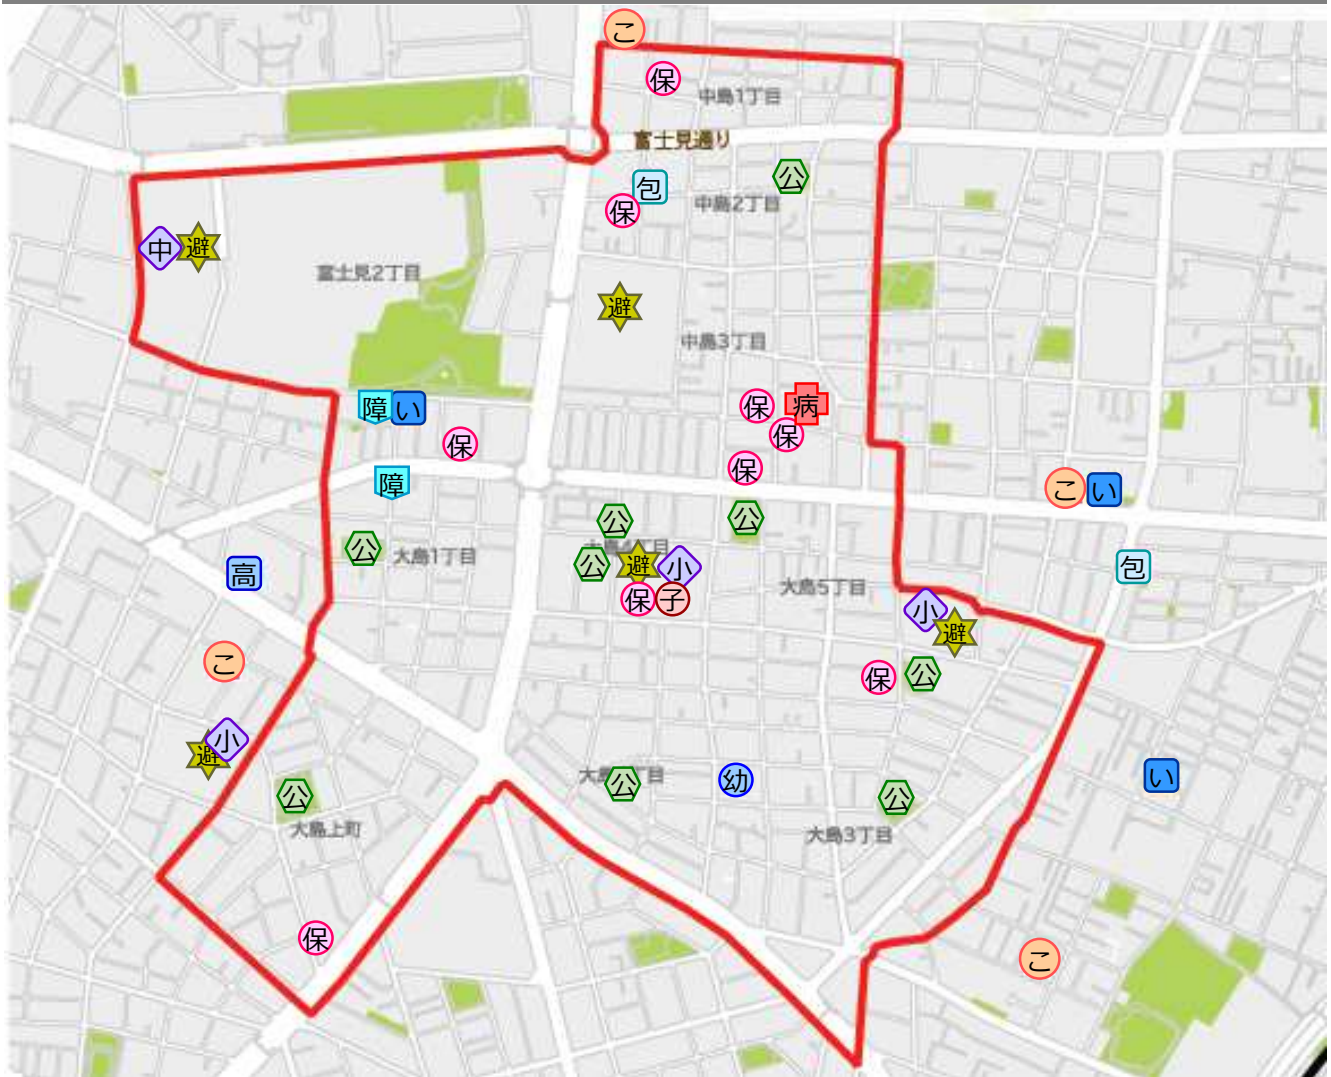 こ
保
中島1丁目
富士見通り
公
包
保
中島2丁目
中
避
富士見2丁目
避
中島3丁目
障
い
保
病
保
保
保
障
こ
い
公
公
公
大島1丁目
公
避
小
保
子
大島5丁目
高
包
小
避
こ
保
公
避
小
公
大島上町
公
幼
公
大島3丁目
い
保
こ